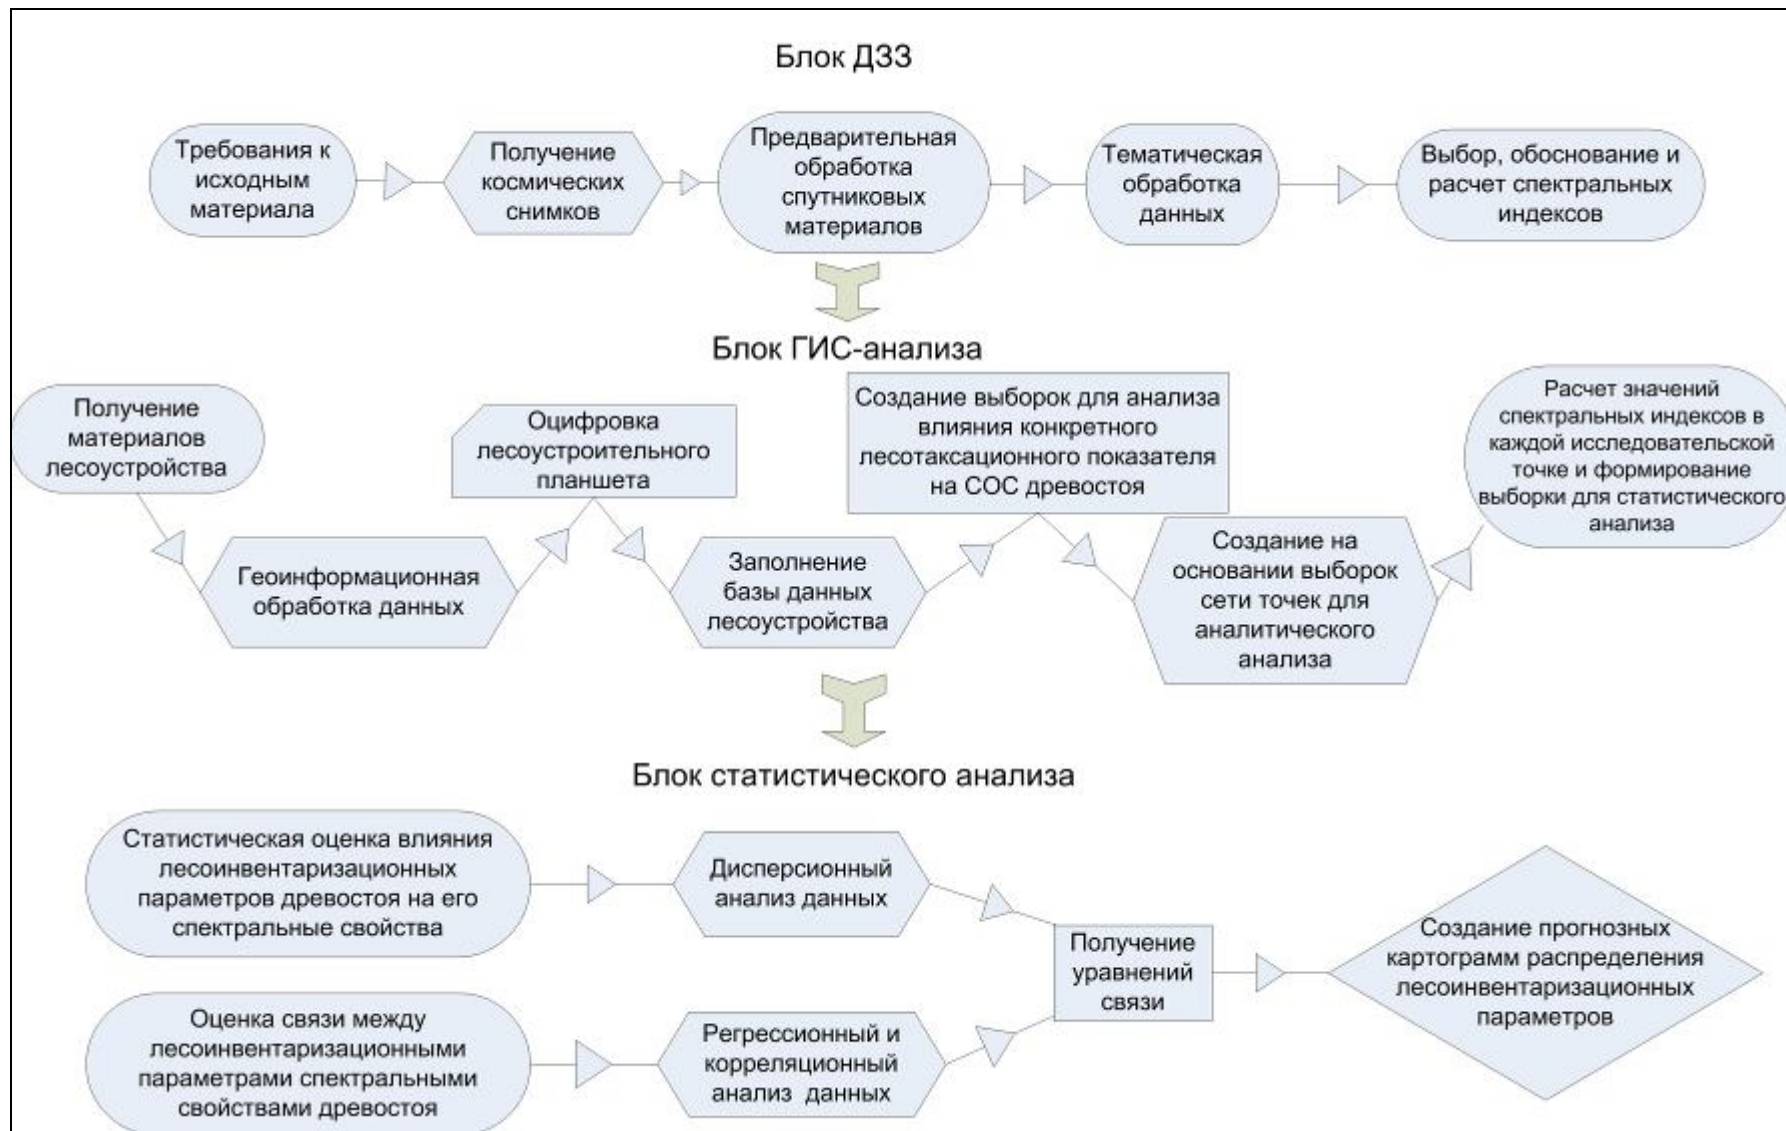 Блок ДЗЗ
Требования к
исходным
материала
Получение
космических
снимков
Предварительная
обработка
спутниковых
материалов
Тематическая
обработка
данных
Выбор, обоснование и
расчет спектральных
индексов
Блок ГИС-анализа
Получение
материалов
лесоустройства
Геоинформационная
обработка данных
Оцифровка
лесоустроительного
планшета
Заполнение
базы данных
лесоустройства
Создание выборок для анализа
влияния конкретного
лесотаксационного показателя
на СОС древостоя
Создание на
основании выборок
сети точек для
аналитического
анализа
Расчет значений
спектральных индексов в
каждой исследовательской
точке и формирование
выборки для статистического
анализа
Блок статистического анализа
Статистическая оценка влияния
лесоинвентаризационных
параметров древостоя на его
спектральные свойства
Дисперсионный
анализ данных
Оценка связи между
лесоинвентаризационными
параметрами спектральными
свойствами древостоя
Регрессионный и
корреляционный
анализ данных
Получение
уравнений
связи
Создание прогнозных
картограмм распределения
лесоинвентаризационных
параметров